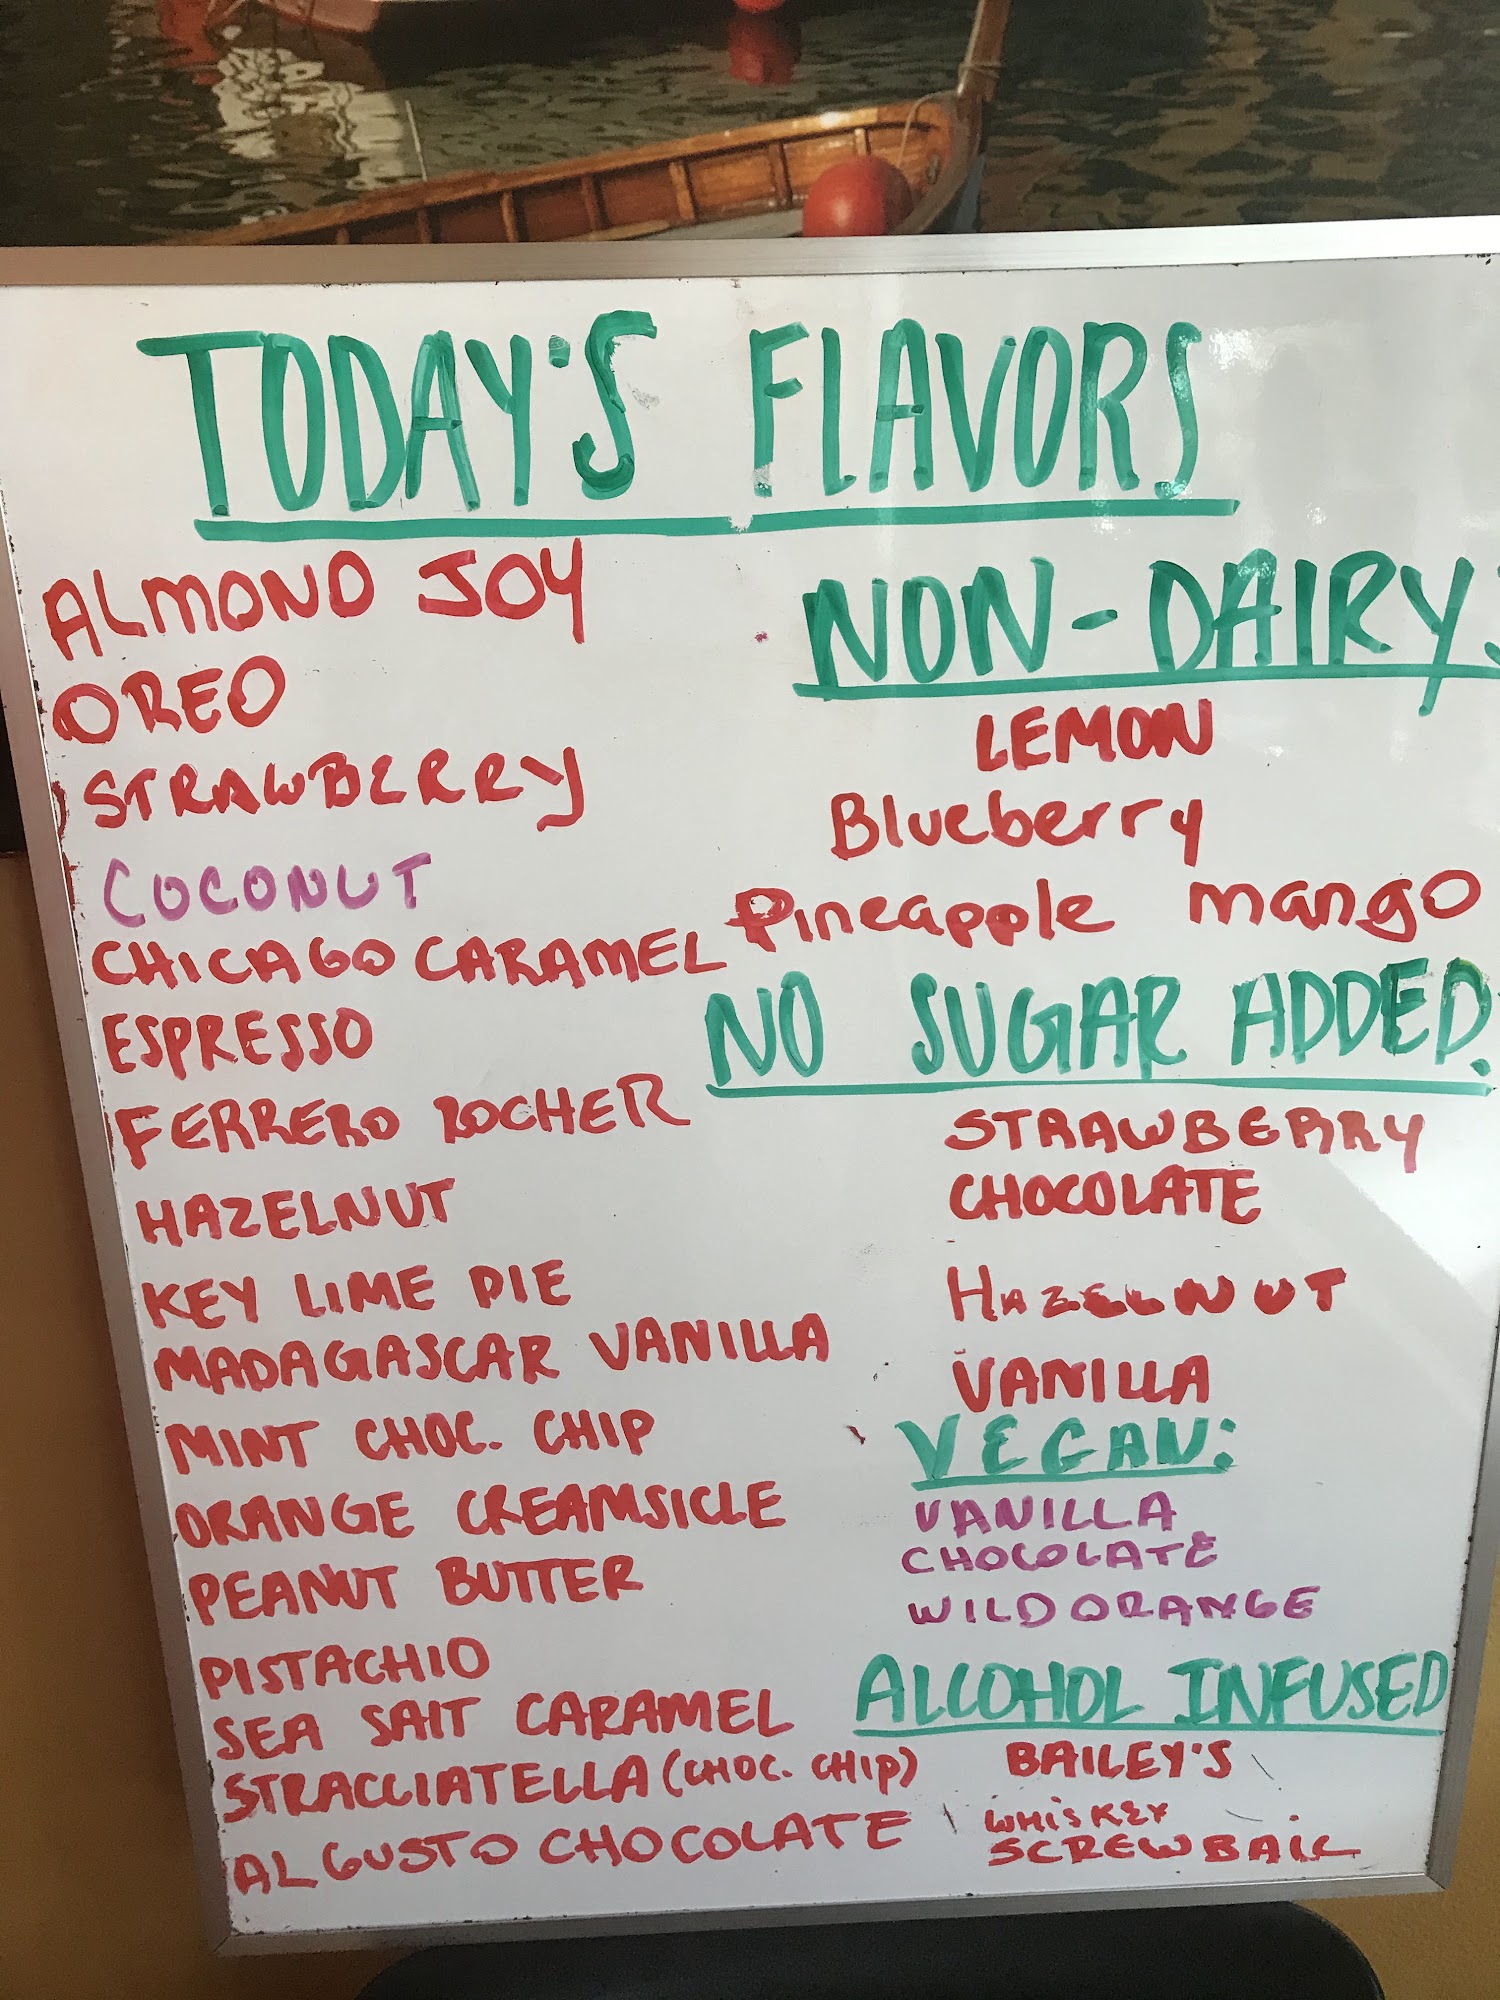 TODAY'S FLAVORS
ALMOND JOY
OREO
STRAWBERRY
COCONUT
CHICAGO CARAMEL
ESPRESSO
FERRERO ROCHER
HAZELNUT
KEY LIME PIE
MADAGASCAR VANILLA
MINT CHOC. CHIP
ORANGE CREAMSICLE
PEANUT BUTTER
PISTACHIO
SEA SALT CARAMEL
STRACCIATELLA (CHOC. CHIP)
AL GUSTO CHOCOLATE
NON-DAIRY:
LEMON
Blueberry
Pineapple mango
NO SUGAR ADDED:
STRAWBERRY
CHOCOLATE
HAZELNUT
VANILLA
VEGAN:
VANILLA
CHOCOLATE
WILD ORANGE
ALCOHOL INFUSED
BAILEY'S
WHISKEY
SCREWBALL